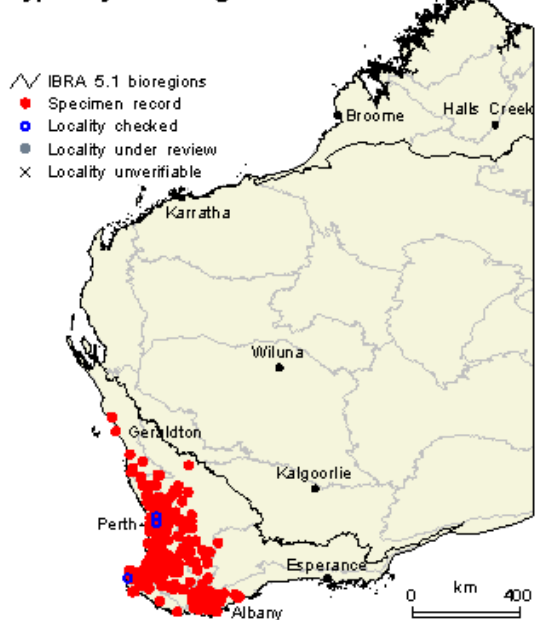 IBRA 5.1 bioregions
Specimen record
Locality checked
Locality under review
Locality unverifiable
Broome
Halls Creek
Karratha
Wiluna
Geraldton
Kalgoorlie
Perth
Esperance
Albany
km
0 400